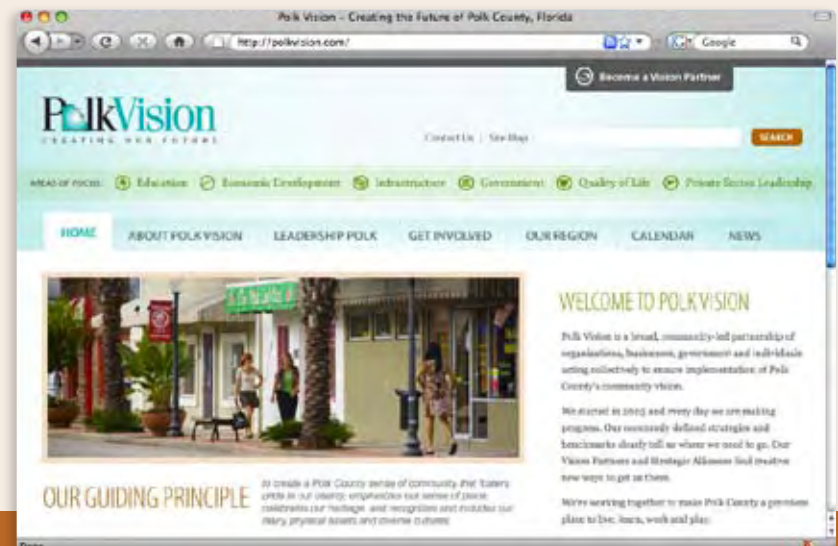 Polk Vision - Creating the Future of Polk County, Florida
http://polkvision.com/
Google
Become a Vision Partner
PolkVision
CREATING OUR FUTURE
Contact Us | Site Map
SEARCH
AREAS OF FOCUS: Education Economic Development Infrastructure Government Quality of Life Private Sector Leadership
HOME ABOUT POLK VISION LEADERSHIP POLK GET INVOLVED OUR REGION CALENDAR NEWS
WELCOME TO POLK VISION
Polk Vision is a broad, community-led partnership of
organizations, businesses, government and individuals
acting collectively to ensure implementation of Polk
County's community vision.
We started in 2003 and every day we are making
progress. Our commonly defined strategies and
benchmarks clearly tell us where we need to go. Our
Vision Partners and Strategic Alliances find creative
new ways to get us there.
We're working together to make Polk County a premiere
place to live, learn, work and play.
OUR GUIDING PRINCIPLE
to create a Polk County sense of community that fosters
pride in our county, emphasizes our sense of place,
celebrates our heritage, and recognizes and includes our
many physical assets and diverse cultures
Done